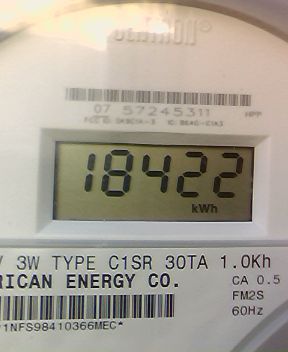 07 57245311 HPP
18422
kWh
3W TYPE C1SR 30TA 1.0Kh
RICAN ENERGY CO.
CA 0.5
FM2S
60Hz
1NFS98410366MEC*